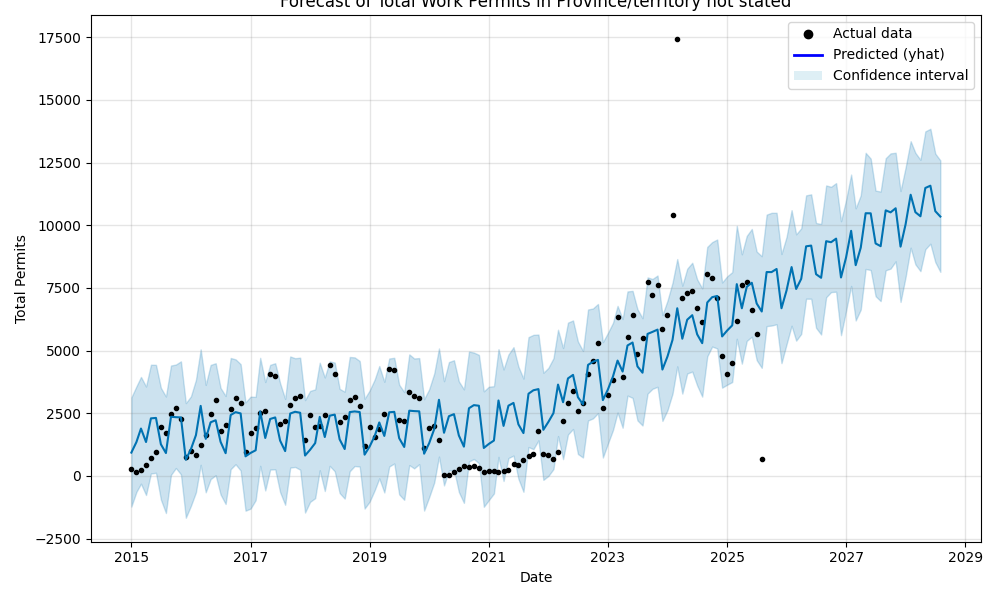 Forecast of Total Work Permits in Province/territory not stated
17500
15000
12500
10000
7500
5000
2500
0
−2500
Total Permits
Actual data
Predicted (yhat)
Confidence interval
2015 2017 2019 2021 2023 2025 2027 2029
Date